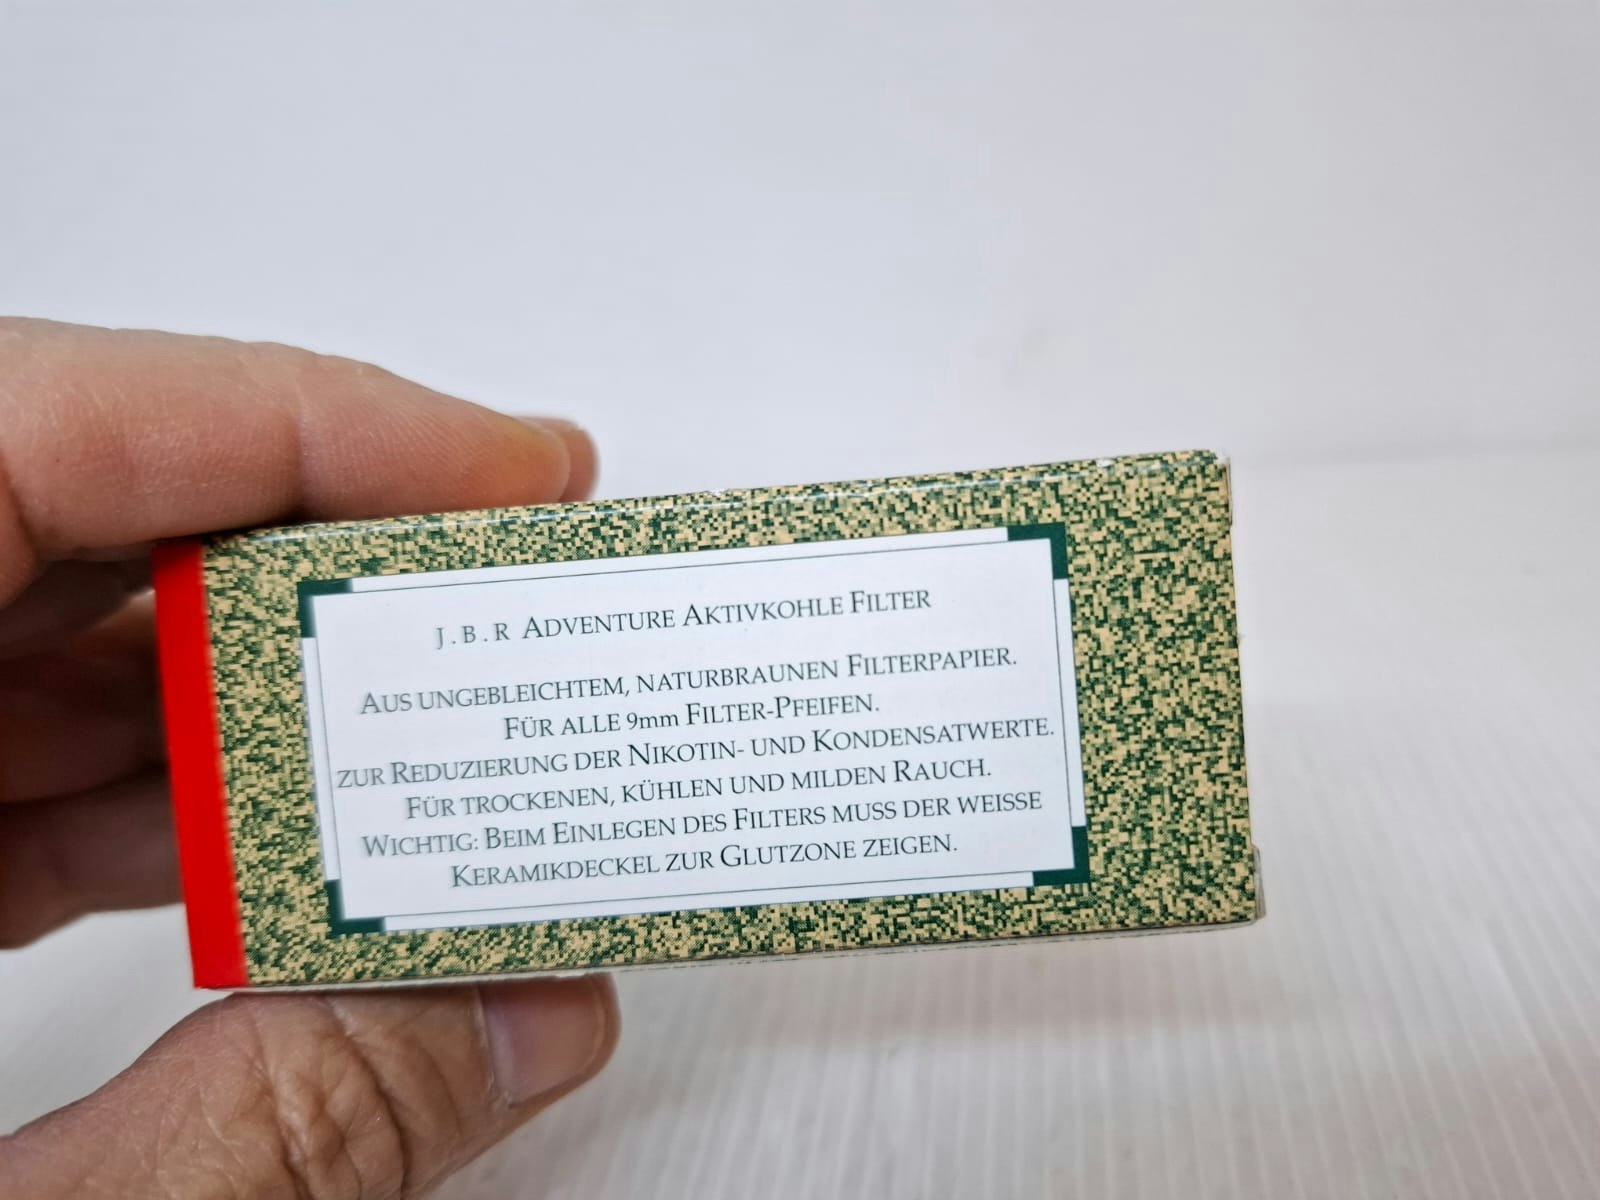 J.B.R ADVENTURE AKTIVKOHLE FILTER
AUS UNGEBLEICHTEM, NATURBRAUNEN FILTERPAPIER.
FÜR ALLE 9mm FILTER-PFEIFEN.
ZUR REDUZIERUNG DER NIKOTIN- UND KONDENSATWERTE.
FÜR TROCKENEN, KÜHLEN UND MILDEN RAUCH.
WICHTIG: BEIM EINLEGEN DES FILTERS MUSS DER WEISSE
KERAMIKDECKEL ZUR GLUTZONE ZEIGEN.